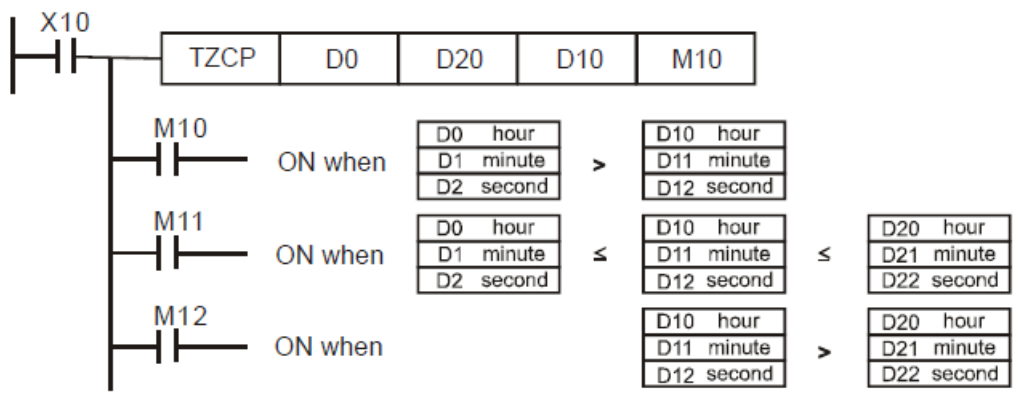 X10
TZCP D0 D20 D10 M10
M10
ON when
D0 hour
D1 minute
D2 second
>
D10 hour
D11 minute
D12 second
M11
ON when
D0 hour
D1 minute
D2 second
≤
D10 hour
D11 minute
D12 second
≤
D20 hour
D21 minute
D22 second
M12
ON when
D10 hour
D11 minute
D12 second
>
D20 hour
D21 minute
D22 second